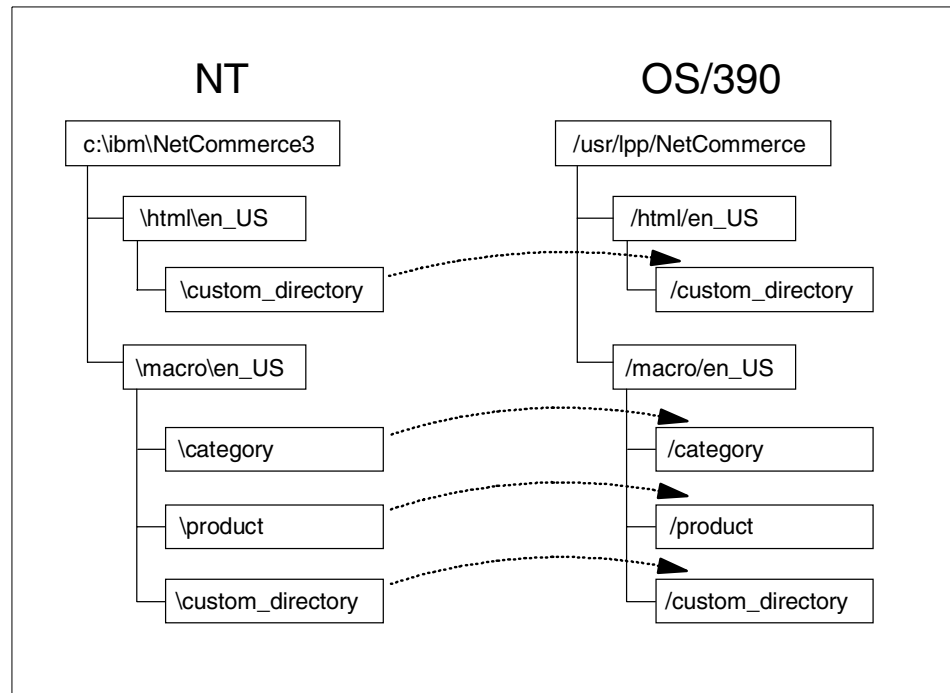 NT
c:\ibm\NetCommerce3
\html\en_US
\custom_directory
\macro\en_US
\category
\product
\custom_directory
OS/390
/usr/lpp/NetCommerce
/html/en_US
/custom_directory
/macro/en_US
/category
/product
/custom_directory